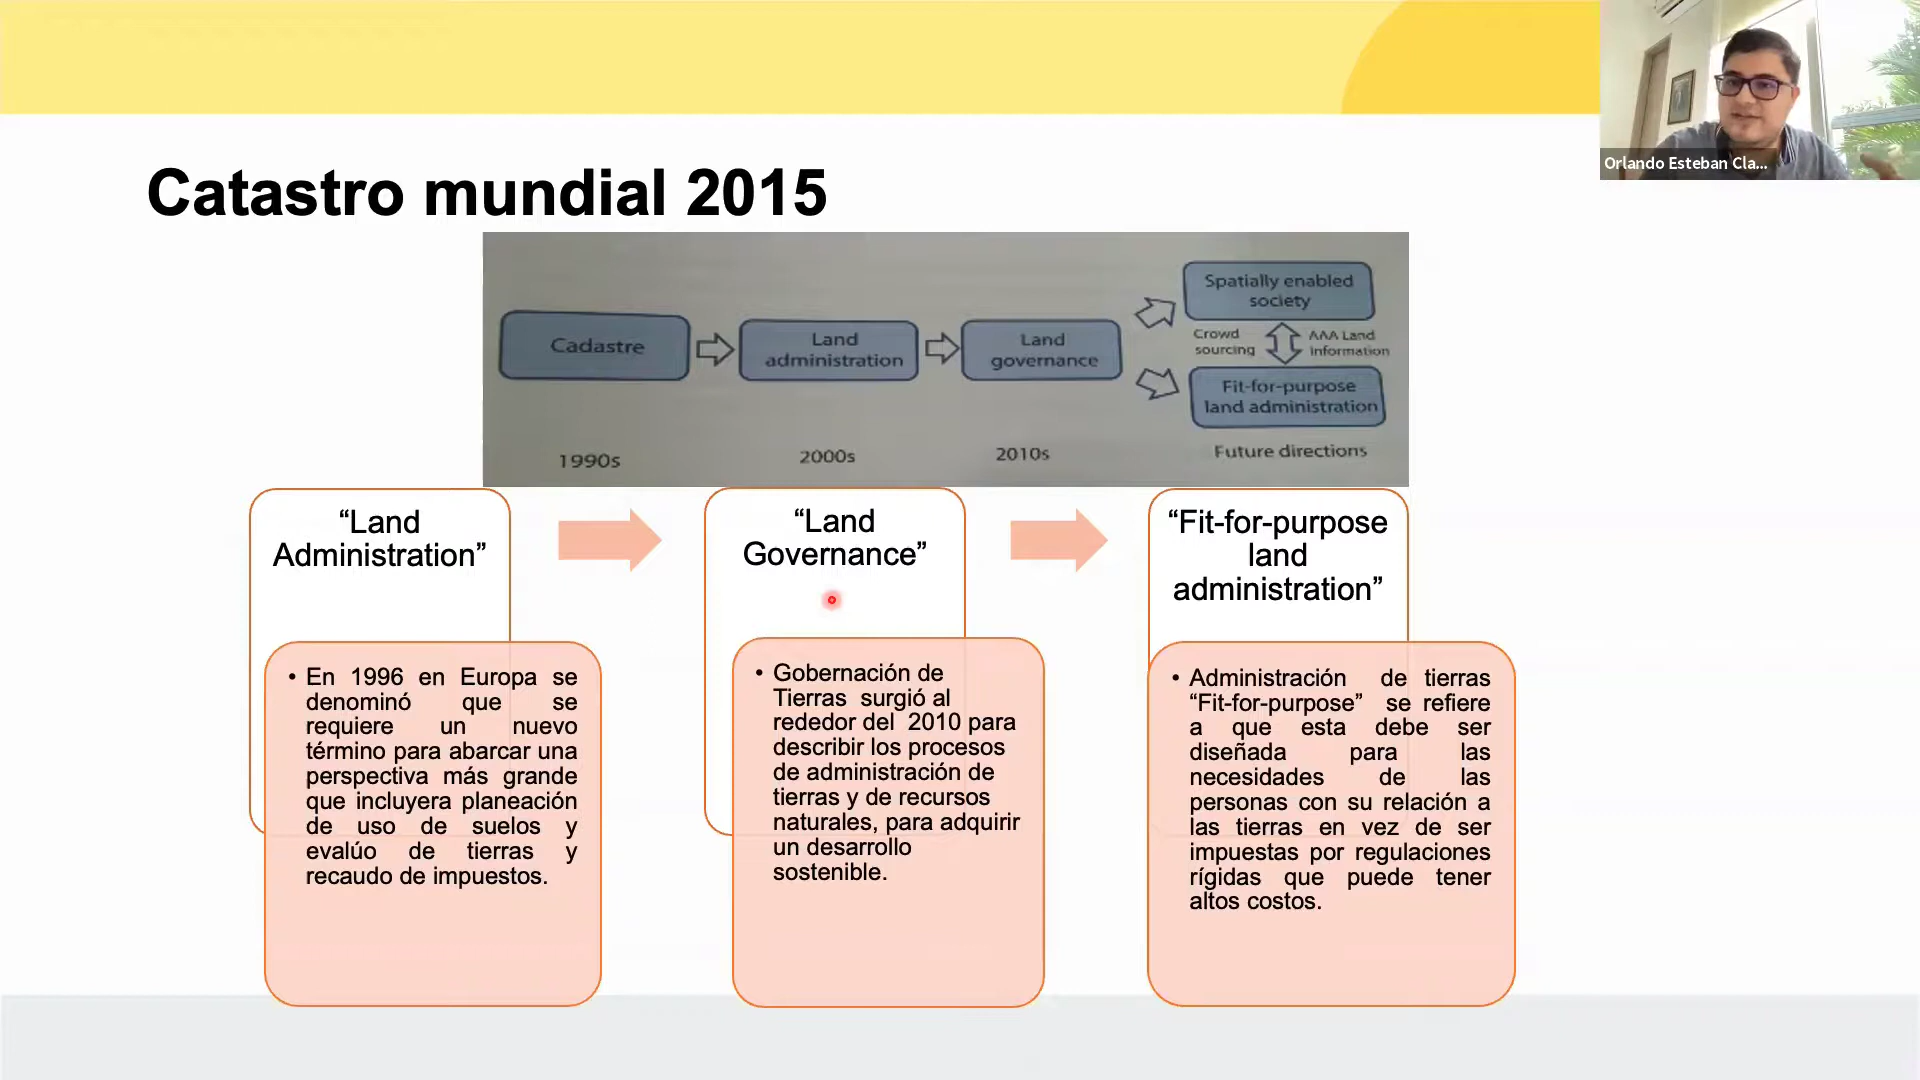 Orlando Esteban Cla...
Catastro mundial 2015
Cadastre
Land
administration
Land
governance
Spatially enabled
society
Crowd
sourcing
AAA Land
Information
Fit-for-purpose
land administration
1990s
2000s
2010s
Future directions
“Land
Administration”
• En 1996 en Europa se
denominó que se
requiere un nuevo
término para abarcar una
perspectiva más grande
que incluyera planeación
de uso de suelos y
evalúo de tierras y
recaudo de impuestos.
“Land
Governance”
• Gobernación de
Tierras surgió al
rededor del 2010 para
describir los procesos
de administración de
tierras y de recursos
naturales, para adquirir
un desarrollo
sostenible.
“Fit-for-purpose
land
administration”
• Administración de tierras
“Fit-for-purpose” se refiere
a que esta debe ser
diseñada para las
necesidades de las
personas con su relación a
las tierras en vez de ser
impuestas por regulaciones
rígidas que puede tener
altos costos.